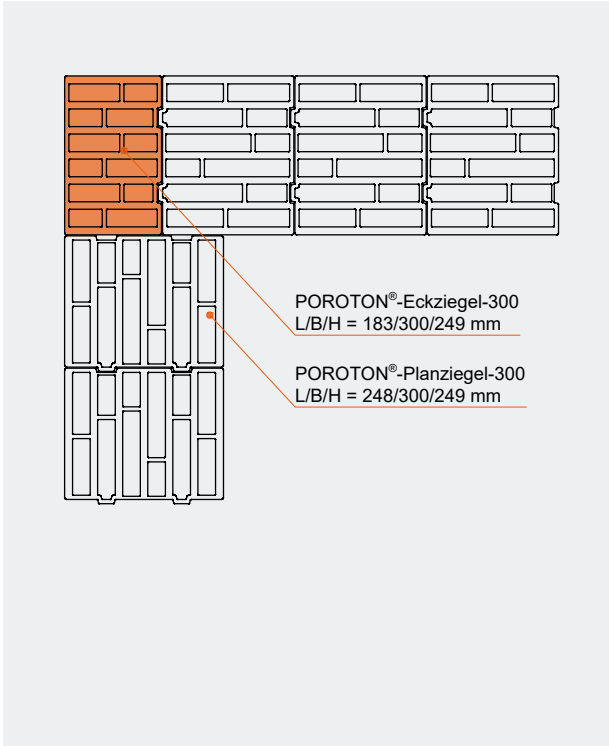 POROTON®-Eckziegel-300
L/B/H = 183/300/249 mm
POROTON®-Planziegel-300
L/B/H = 248/300/249 mm